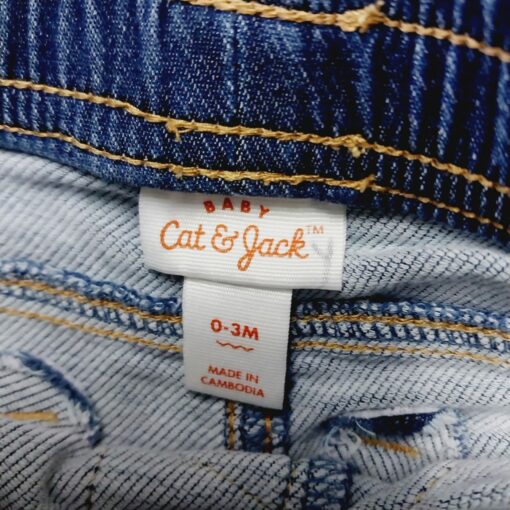 BABY
Cat & Jack™
0-3M
MADE IN
CAMBODIA